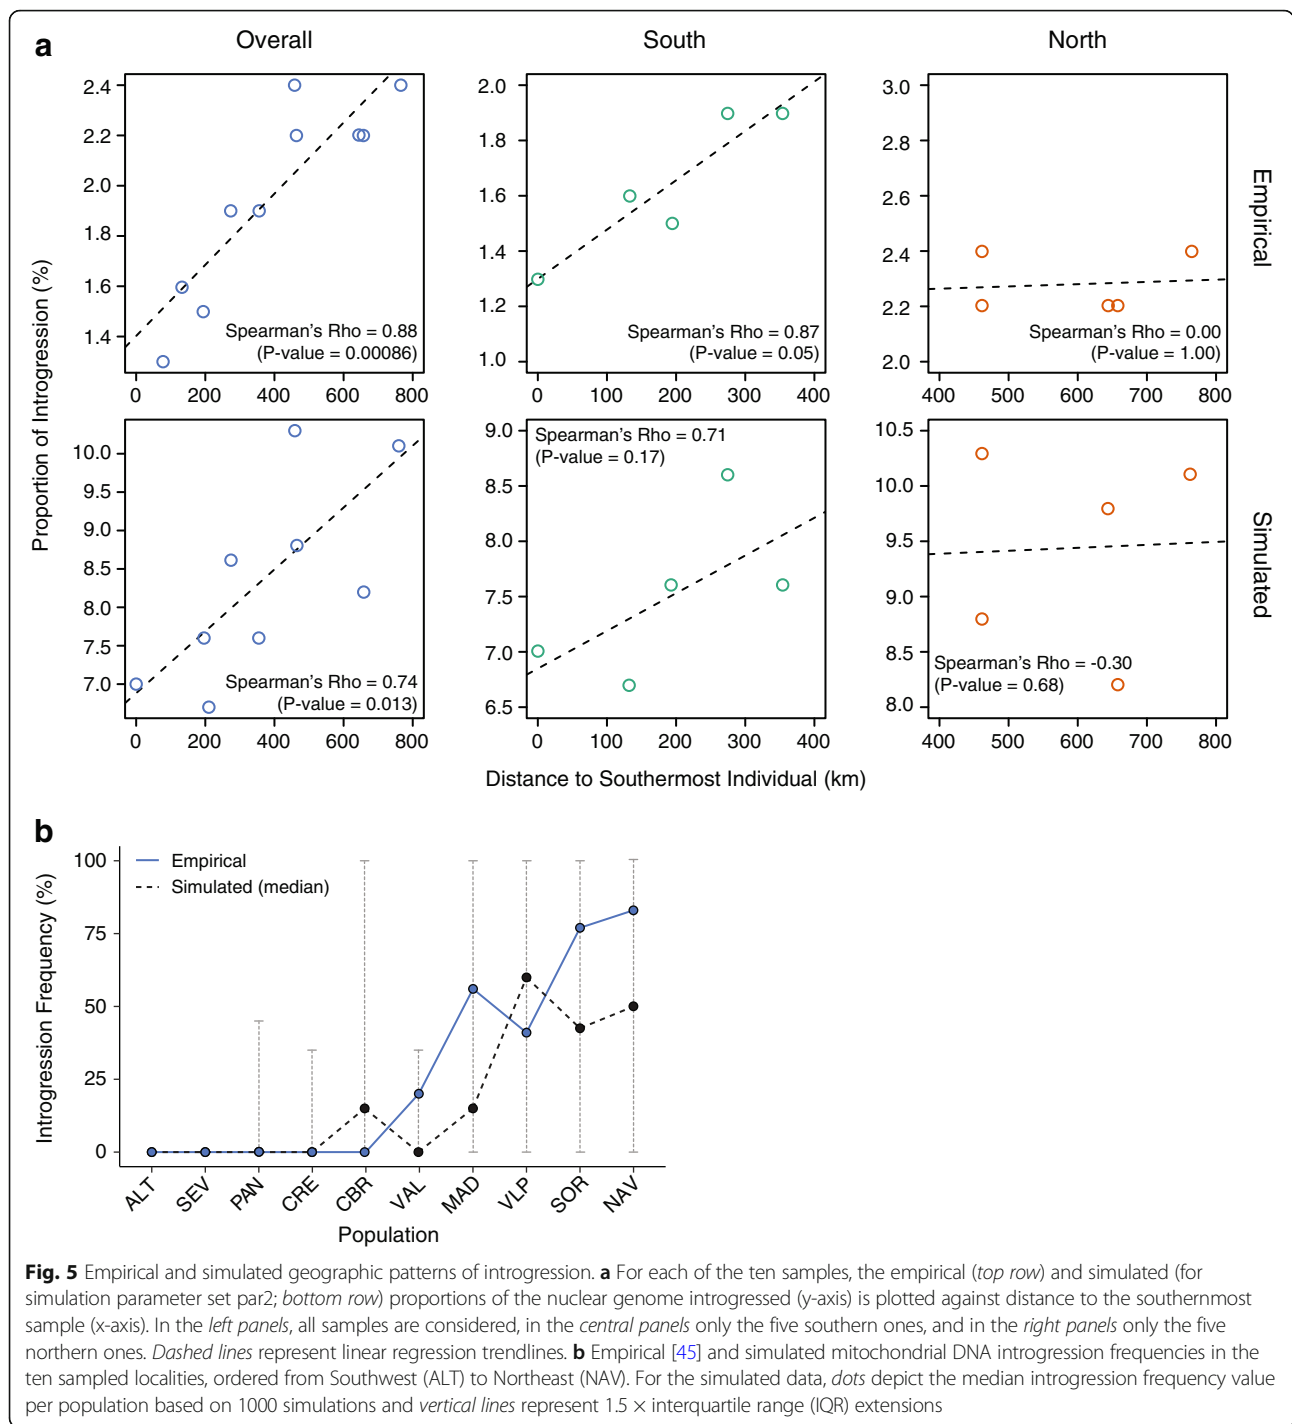 a
Overall
South
North
Proportion of Introgression (%)
2.4
2.2
2.0
1.8
1.6
1.4
Spearman's Rho = 0.88
(P-value = 0.00086)
0 200 400 600 800
2.0
1.8
1.6
1.4
1.2
1.0
Spearman's Rho = 0.87
(P-value = 0.05)
0 100 200 300 400
3.0
2.8
2.6
2.4
2.2
2.0
Spearman's Rho = 0.00
(P-value = 1.00)
400 500 600 700 800
Empirical
10.0
9.5
9.0
8.5
8.0
7.5
7.0
Spearman's Rho = 0.74
(P-value = 0.013)
0 200 400 600 800
9.0
8.5
8.0
7.5
7.0
6.5
Spearman's Rho = 0.71
(P-value = 0.17)
0 100 200 300 400
10.5
10.0
9.5
9.0
8.5
8.0
Spearman's Rho = -0.30
(P-value = 0.68)
400 500 600 700 800
Simulated
Distance to Southermost Individual (km)
b
Introgression Frequency (%)
100
75
50
25
0
Empirical
Simulated (median)
ALT SEV PAN CRE CBR VAL MAD VLP SOR NAV
Population
Fig. 5 Empirical and simulated geographic patterns of introgression. a For each of the ten samples, the empirical (top row) and simulated (for
simulation parameter set par2; bottom row) proportions of the nuclear genome introgressed (y-axis) is plotted against distance to the southernmost
sample (x-axis). In the left panels, all samples are considered, in the central panels only the five southern ones, and in the right panels only the five
northern ones. Dashed lines represent linear regression trendlines. b Empirical [45] and simulated mitochondrial DNA introgression frequencies in the
ten sampled localities, ordered from Southwest (ALT) to Northeast (NAV). For the simulated data, dots depict the median introgression frequency value
per population based on 1000 simulations and vertical lines represent 1.5 × interquartile range (IQR) extensions